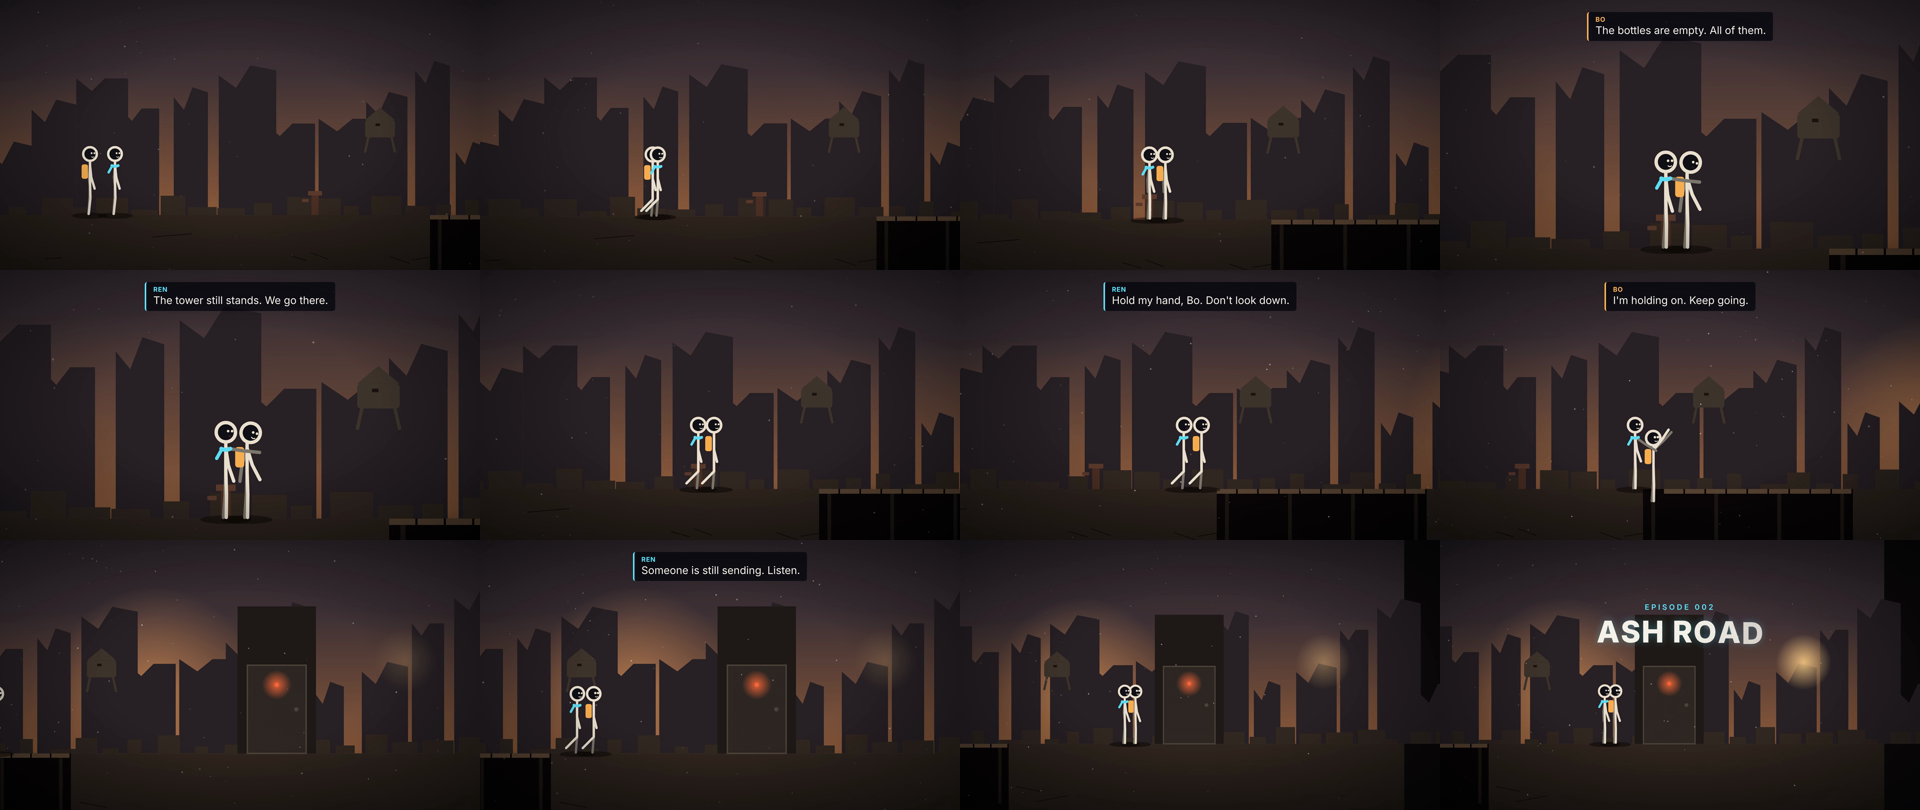 BO
The bottles are empty. All of them.
REN
The tower still stands. We go there.
REN
Hold my hand, Bo. Don't look down.
BO
I'm holding on. Keep going.
REN
Someone is still sending. Listen.
EPISODE 002
ASH ROAD